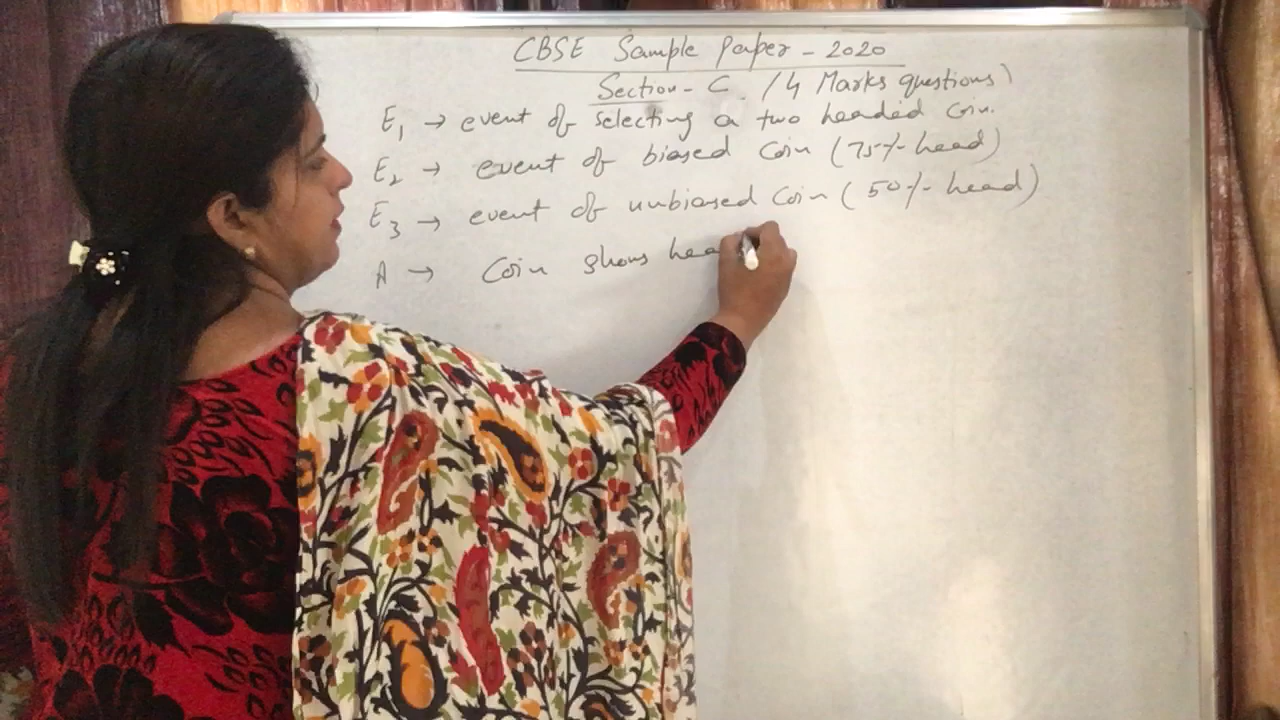 CBSE Sample Paper - 2020
Section - C (4 Marks questions)
E1 → event of selecting a two headed coin.
E2 → event of biased coin (75% head)
E3 → event of unbiased coin (50% head)
A → Coin shows hea